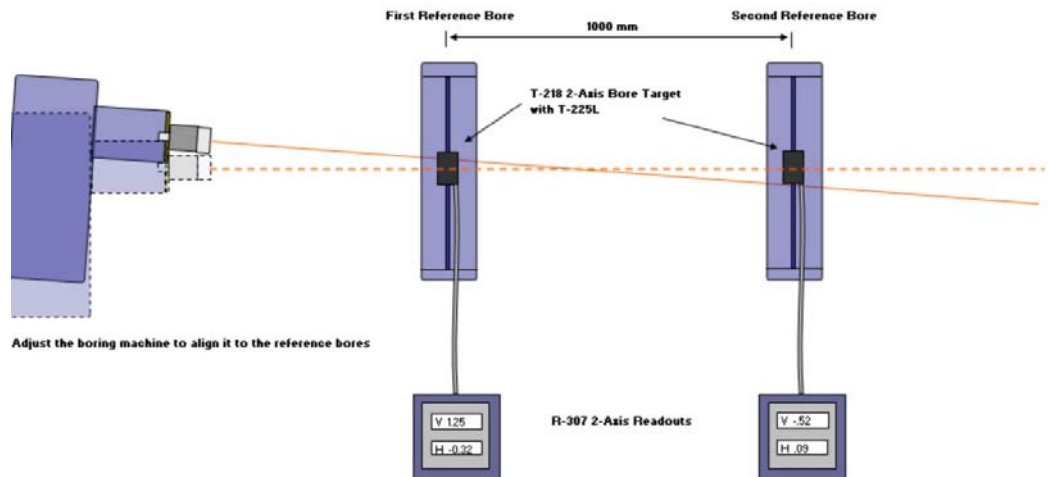 First Reference Bore
Second Reference Bore
1000 mm
T-218 2-Axis Bore Target
with T-225L
Adjust the boring machine to align it to the reference bores
R-307 2-Axis Readouts
V 1.25
H -0.32
V -.52
H .09